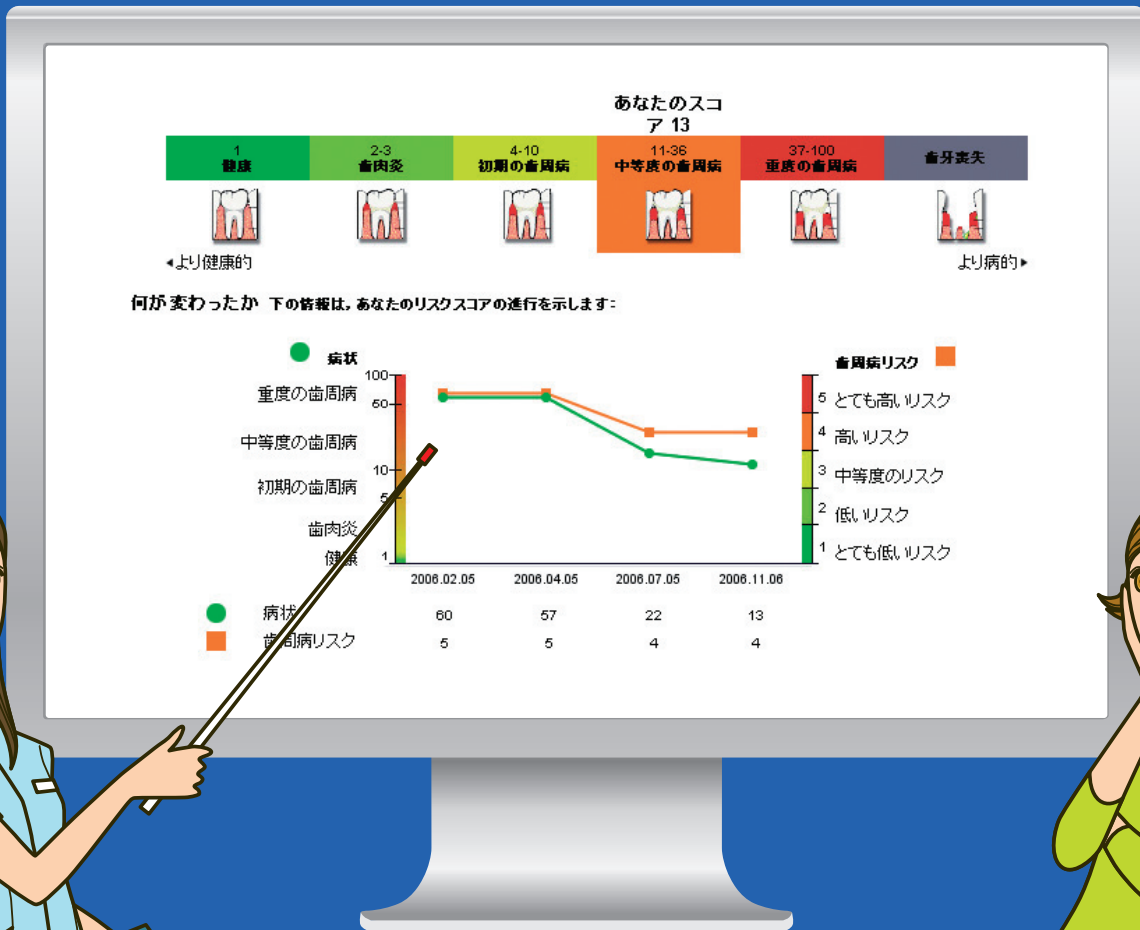 あなたのスコ
ア 13
1
健康
2-3
歯肉炎
4-10
初期の歯周病
11-36
中等度の歯周病
37-100
重度の歯周病
歯牙喪失
◂より健康的
より病的▸
何が変わったか 下の情報は, あなたのリスクスコアの進行を示します:
病状
歯周病リスク
100
重度の歯周病
50
中等度の歯周病
10
初期の歯周病
5
歯肉炎
健康
1
5 とても高いリスク
4 高いリスク
3 中等度のリスク
2 低いリスク
1 とても低いリスク
2006.02.05 2006.04.05 2006.07.05 2006.11.06
病状 60 57 22 13
歯周病リスク 5 5 4 4